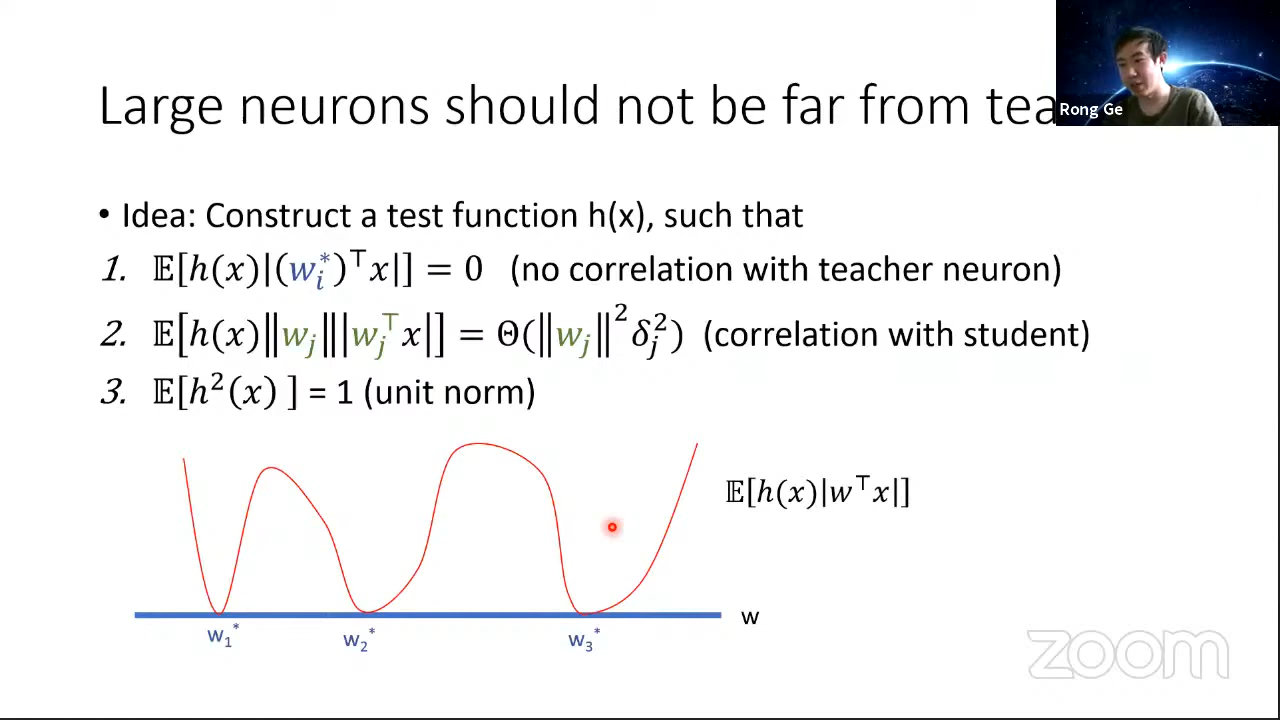 Large neurons should not be far from tea
Rong Ge
• Idea: Construct a test function h(x), such that
1. 𝔼[h(x)|(w_i^*)^⊤x|] = 0 (no correlation with teacher neuron)
2. 𝔼[h(x)‖w_j‖|w_j^⊤x|] = Θ(‖w_j‖^2 δ_j^2) (correlation with student)
3. 𝔼[h^2(x)] = 1 (unit norm)
𝔼[h(x)|w^⊤x|]
w
w_1^* w_2^* w_3^*
zoom